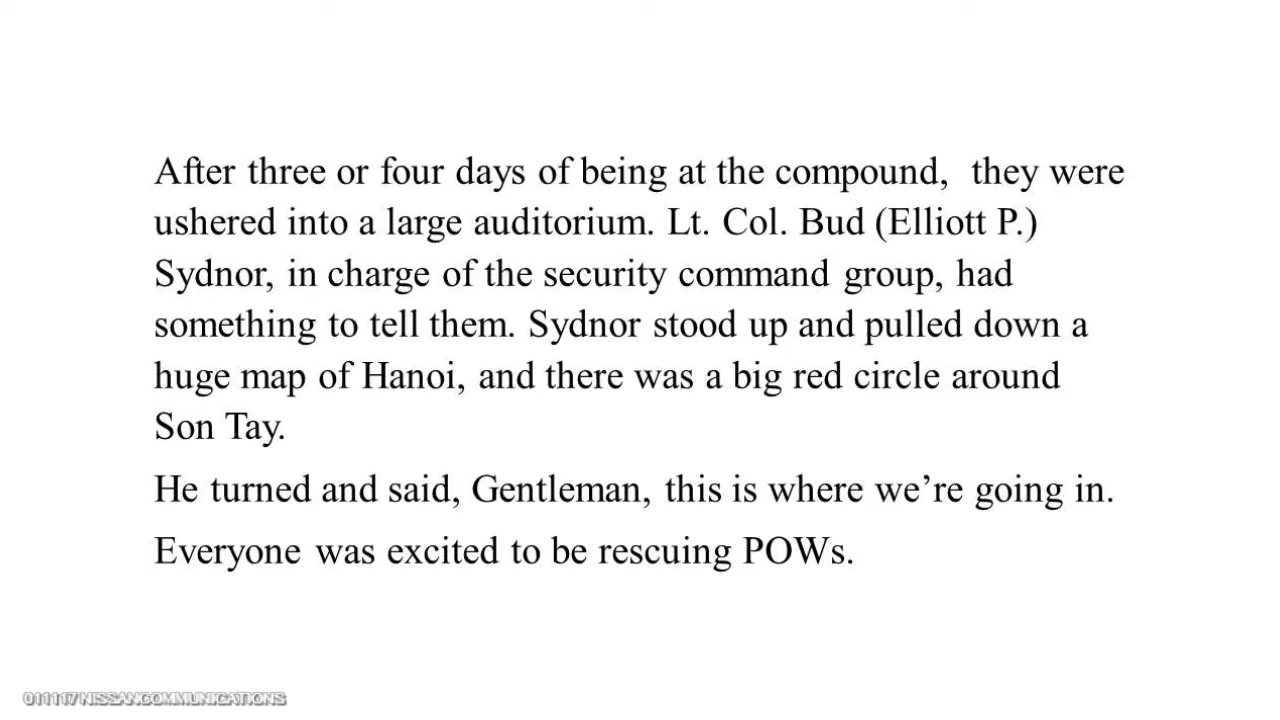 After three or four days of being at the compound,  they were
ushered into a large auditorium. Lt. Col. Bud (Elliott P.)
Sydnor, in charge of the security command group, had
something to tell them. Sydnor stood up and pulled down a
huge map of Hanoi, and there was a big red circle around
Son Tay.
He turned and said, Gentleman, this is where we’re going in.
Everyone was excited to be rescuing POWs.
011117 NISSANCOMMUNICATIONS